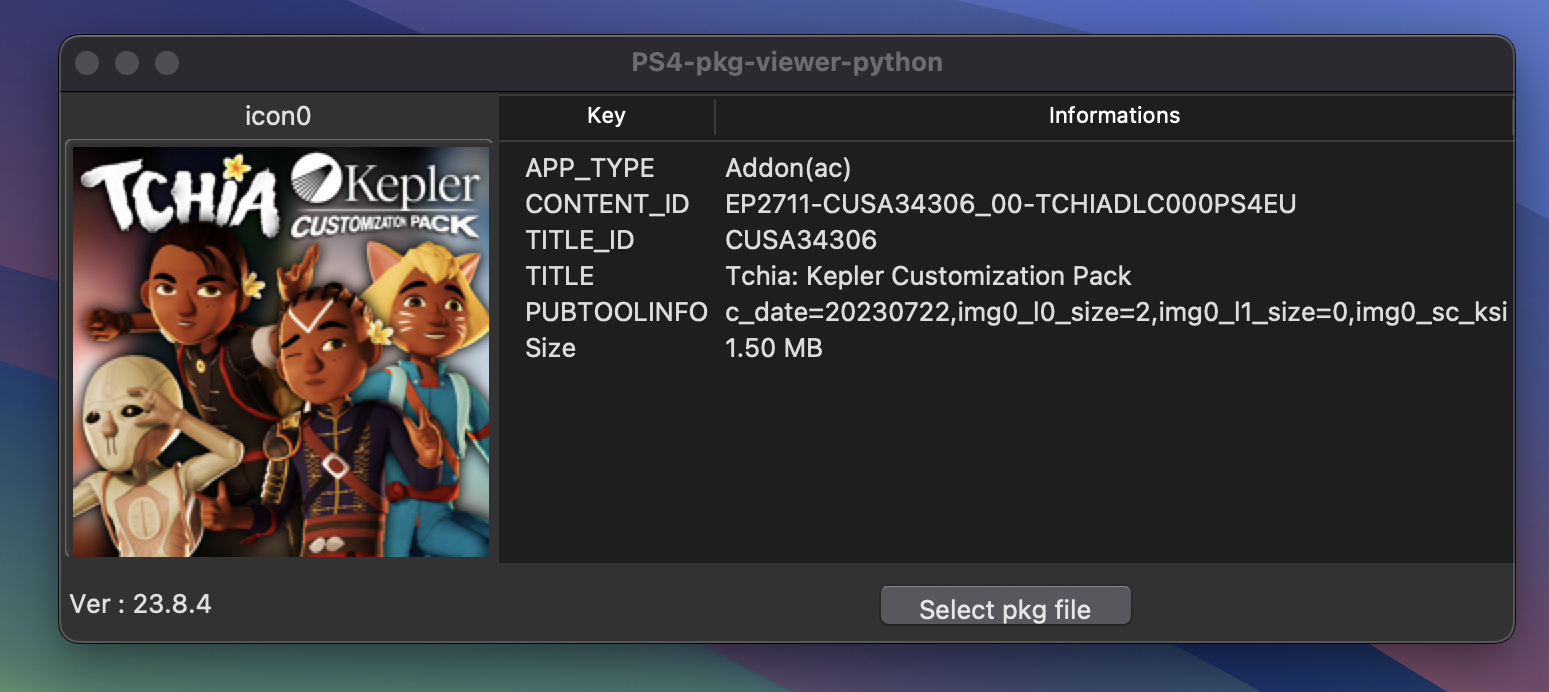 PS4-pkg-viewer-python
icon0
Key Informations
TCHIA Kepler
CUSTOMIZATION PACK
APP_TYPE Addon(ac)
CONTENT_ID EP2711-CUSA34306_00-TCHIADLC000PS4EU
TITLE_ID CUSA34306
TITLE Tchia: Kepler Customization Pack
PUBTOOLINFO c_date=20230722,img0_l0_size=2,img0_l1_size=0,img0_sc_ksi
Size 1.50 MB
Ver : 23.8.4
Select pkg file